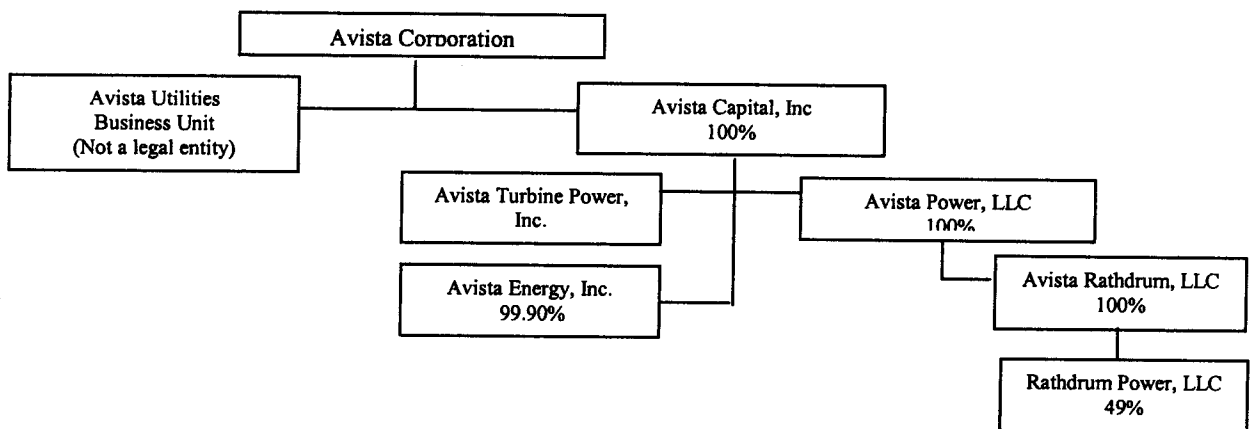 Avista Corporation
Avista Utilities
Business Unit
(Not a legal entity)
Avista Capital, Inc
100%
Avista Turbine Power,
Inc.
Avista Power, LLC
100%
Avista Energy, Inc.
99.90%
Avista Rathdrum, LLC
100%
Rathdrum Power, LLC
49%